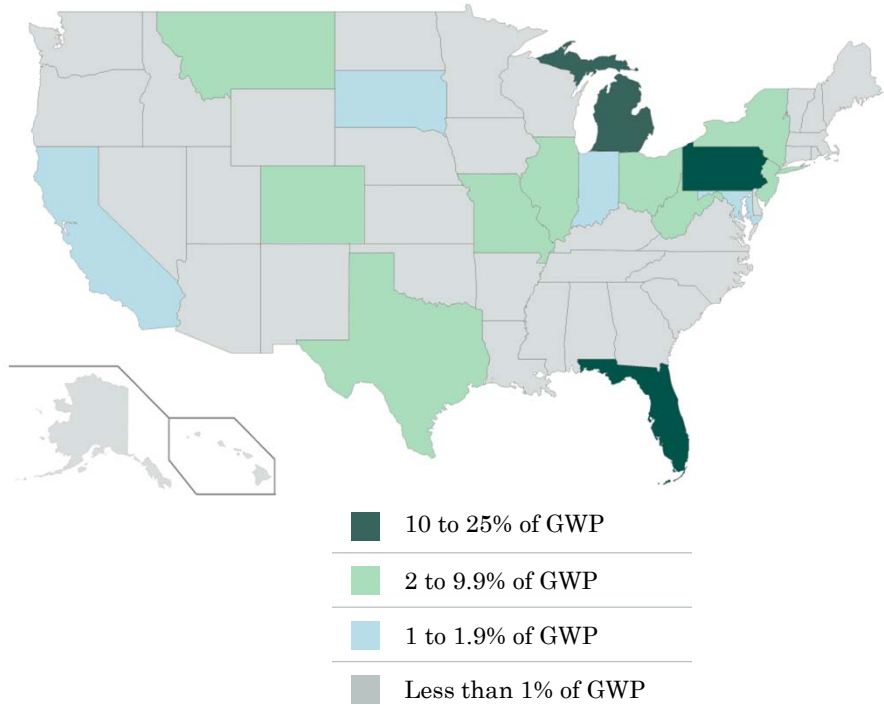 10 to 25% of GWP
2 to 9.9% of GWP
1 to 1.9% of GWP
Less than 1% of GWP